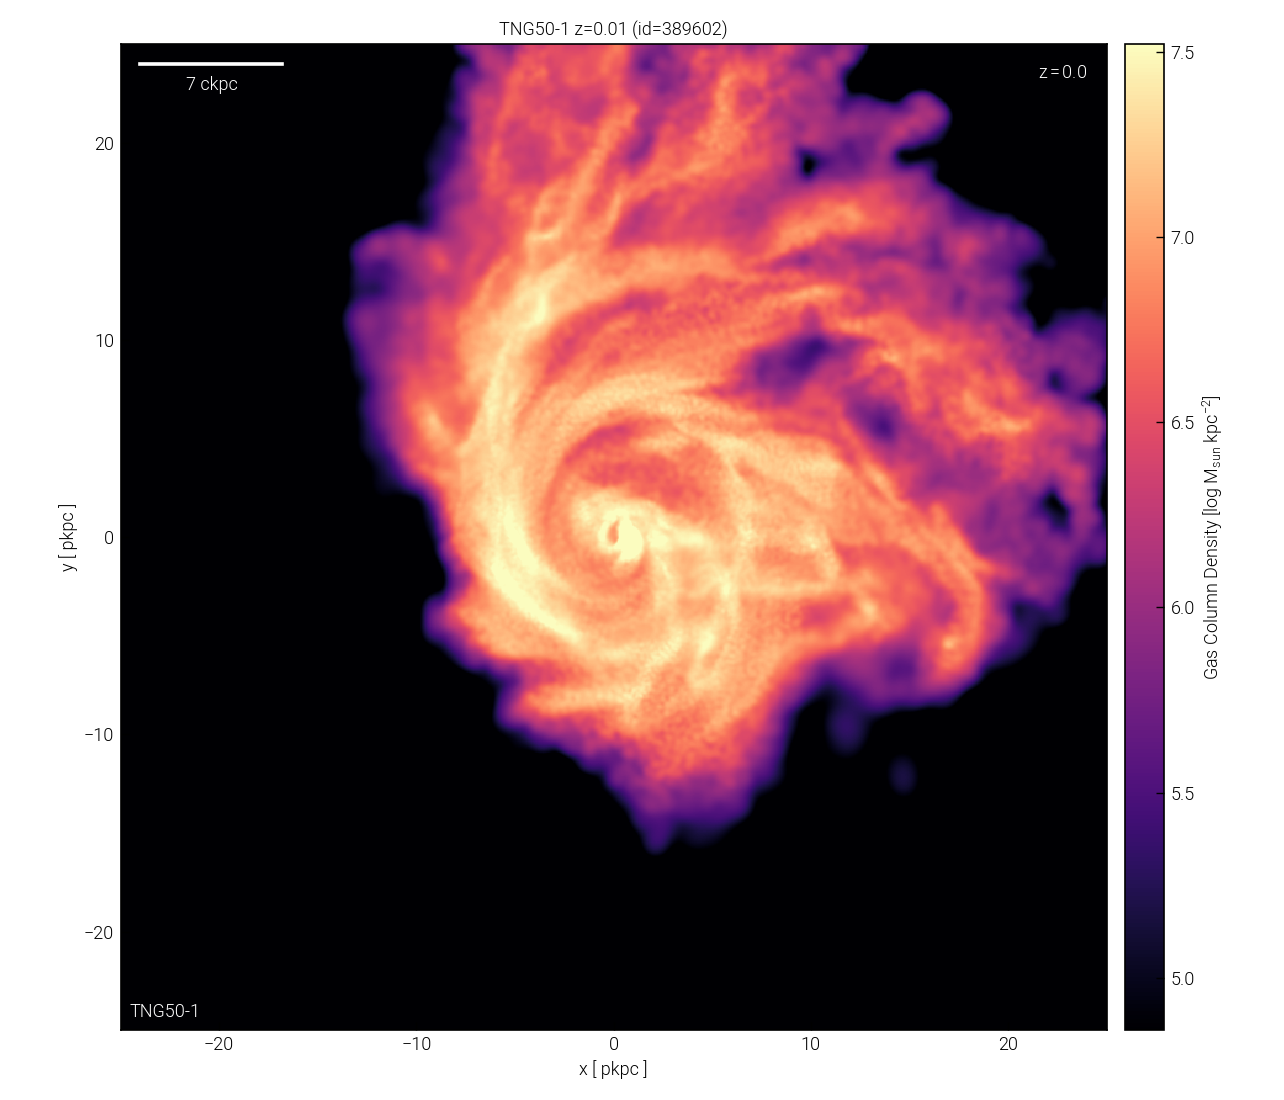 TNG50-1 z=0.01 (id=389602)
7 ckpc
z=0.0
TNG50-1
20
10
0
−10
−20
y [ pkpc ]
−20
−10
0
10
20
x [ pkpc ]
7.5
7.0
6.5
6.0
5.5
5.0
Gas Column Density [log M_sun kpc^−2]